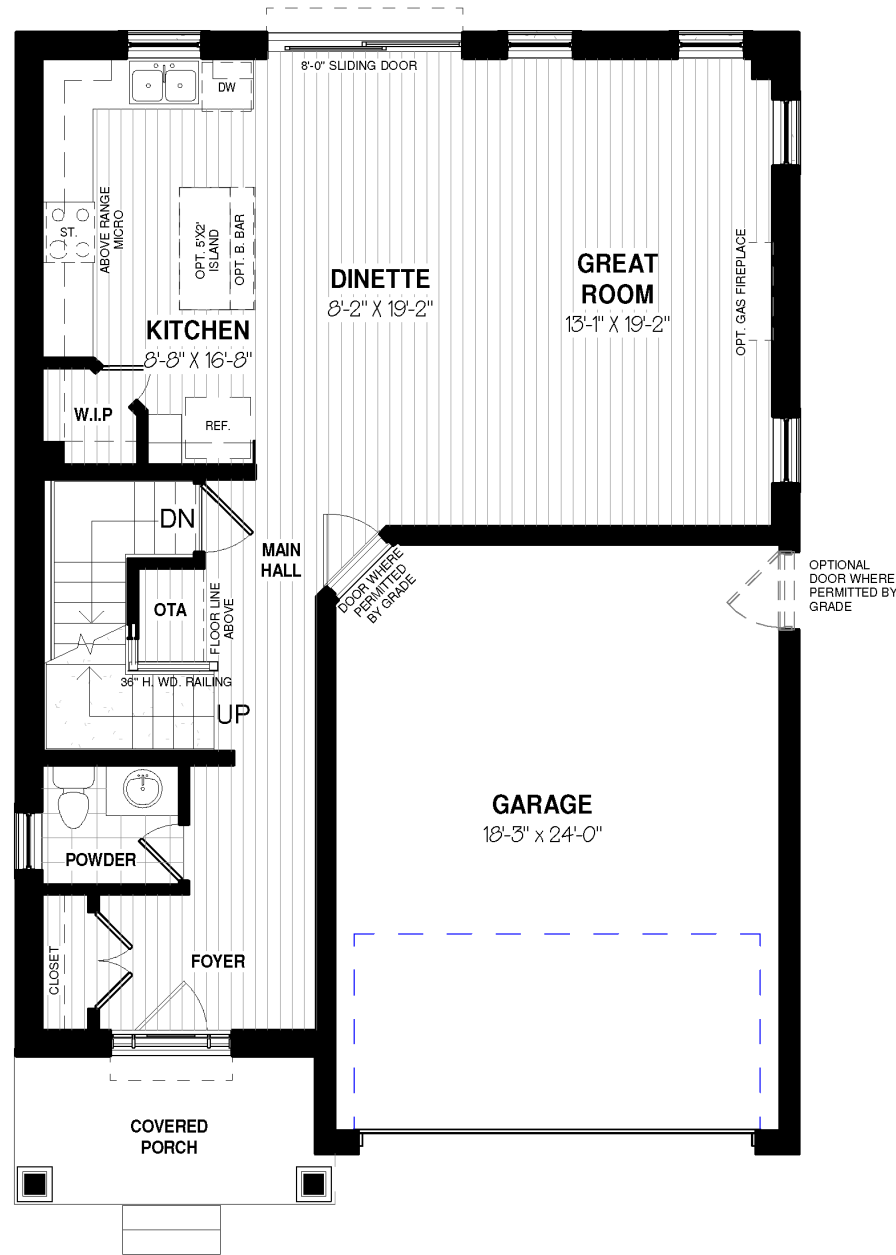 8'-0" SLIDING DOOR
DW
ABOVE RANGE
MICRO
ST.
OPT. 5'X2'
ISLAND
OPT. B. BAR
DINETTE
8'-2" X 19'-2"
GREAT
ROOM
13'-1" X 19'-2"
OPT. GAS FIREPLACE
KITCHEN
8'-8" X 16'-8"
W.I.P
REF.
DN
MAIN
HALL
DOOR WHERE
PERMITTED
BY GRADE
OPTIONAL
DOOR WHERE
PERMITTED BY
GRADE
OTA
FLOOR LINE
ABOVE
36" H. WD. RAILING
UP
GARAGE
18'-3" x 24'-0"
POWDER
CLOSET
FOYER
COVERED
PORCH